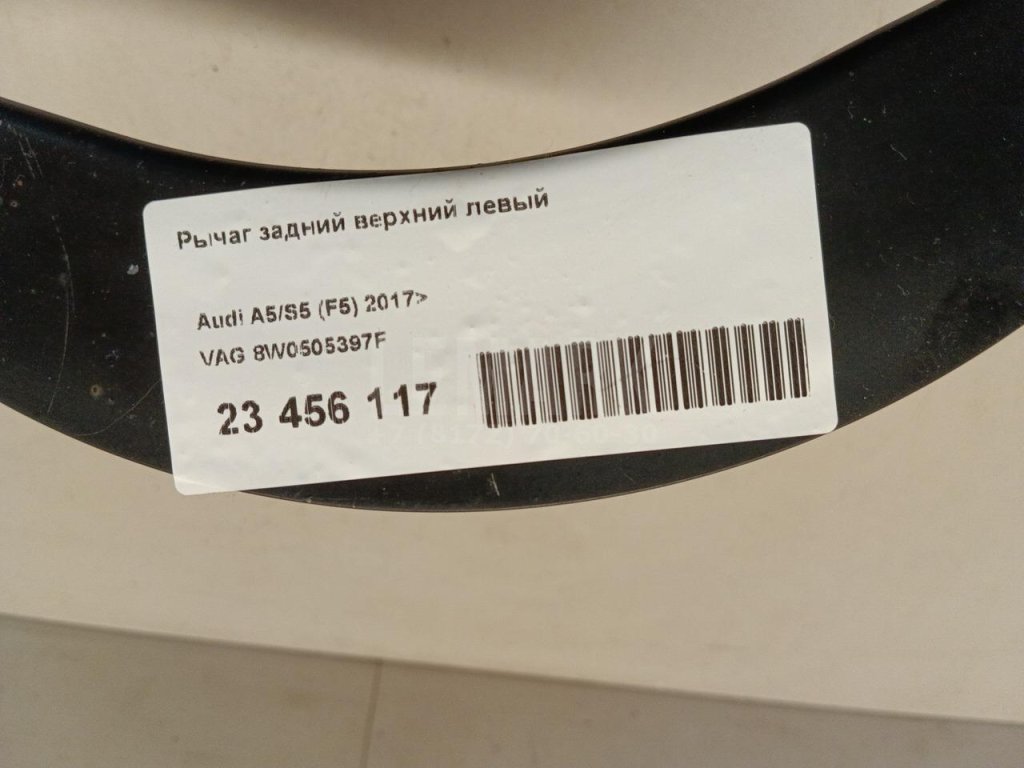 Рычаг задний верхний левый
Audi A5/S5 (F5) 2017>
VAG 8W0505397F
23 456 117